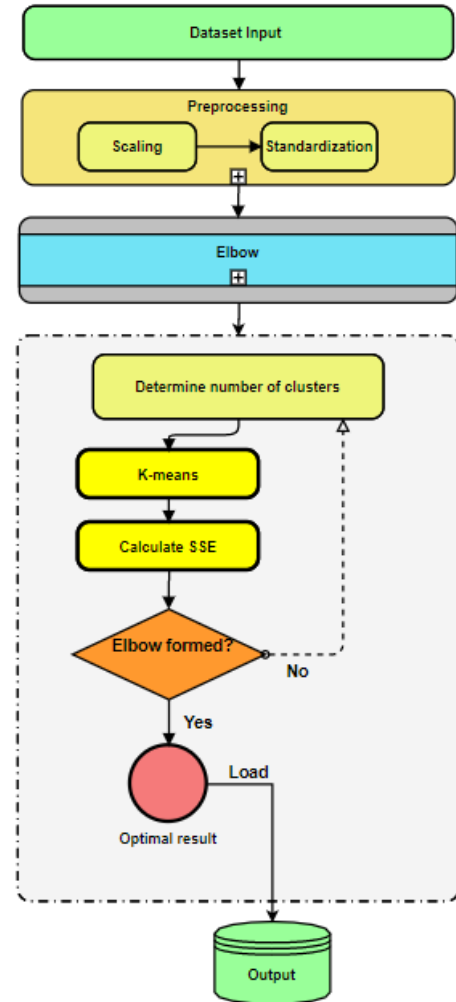 Dataset Input
Preprocessing
Scaling
Standardization
Elbow
Determine number of clusters
K-means
Calculate SSE
Elbow formed?
No
Yes
Load
Optimal result
Output